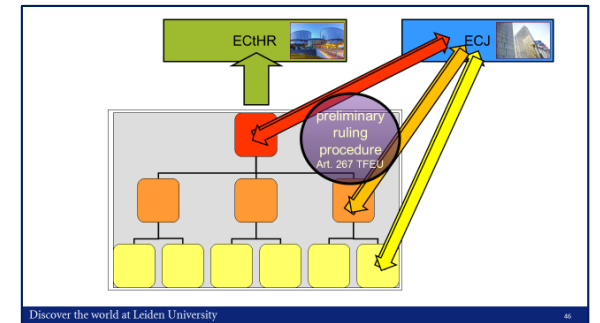 ECtHR
ECJ
preliminary
ruling
procedure
Art. 267 TFEU
Discover the world at Leiden University
46